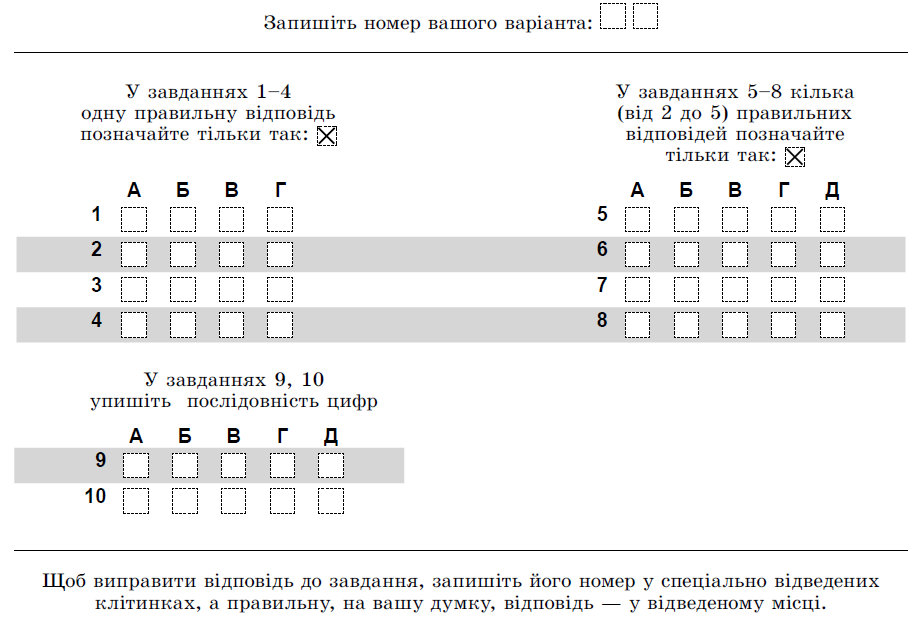 Запишіть номер вашого варіанта:
У завданнях 1–4
одну правильну відповідь
позначайте тільки так:
А Б В Г
1
2
3
4
У завданнях 5–8 кілька
(від 2 до 5) правильних
відповідей позначайте
тільки так:
А Б В Г Д
5
6
7
8
У завданнях 9, 10
упишіть послідовність цифр
А Б В Г Д
9
10
Щоб виправити відповідь до завдання, запишіть його номер у спеціально відведених
клітинках, а правильну, на вашу думку, відповідь — у відведеному місці.